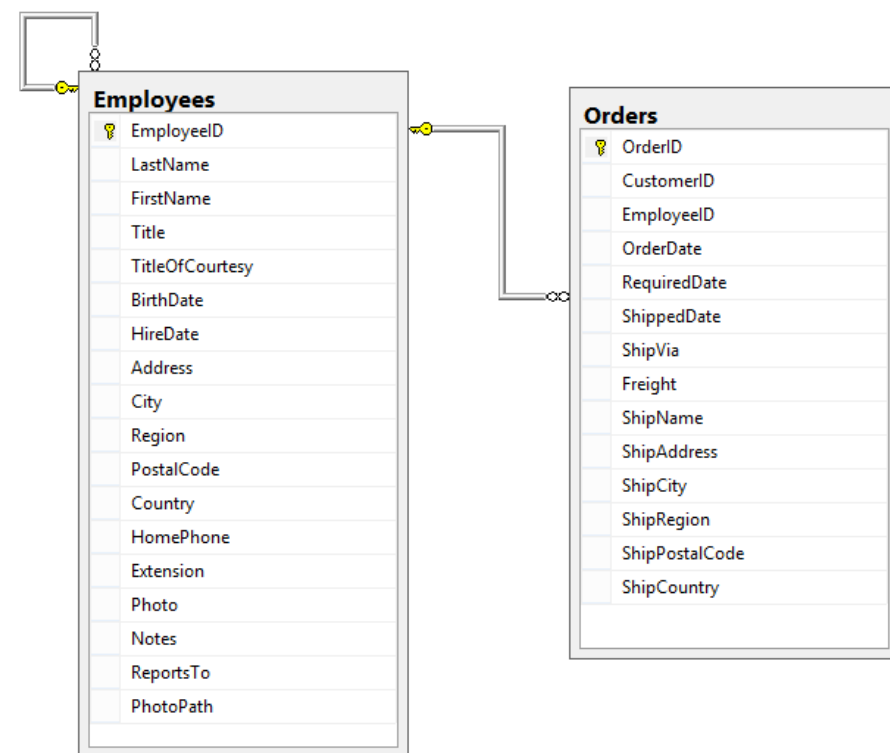 Employees
EmployeeID
LastName
FirstName
Title
TitleOfCourtesy
BirthDate
HireDate
Address
City
Region
PostalCode
Country
HomePhone
Extension
Photo
Notes
ReportsTo
PhotoPath
Orders
OrderID
CustomerID
EmployeeID
OrderDate
RequiredDate
ShippedDate
ShipVia
Freight
ShipName
ShipAddress
ShipCity
ShipRegion
ShipPostalCode
ShipCountry